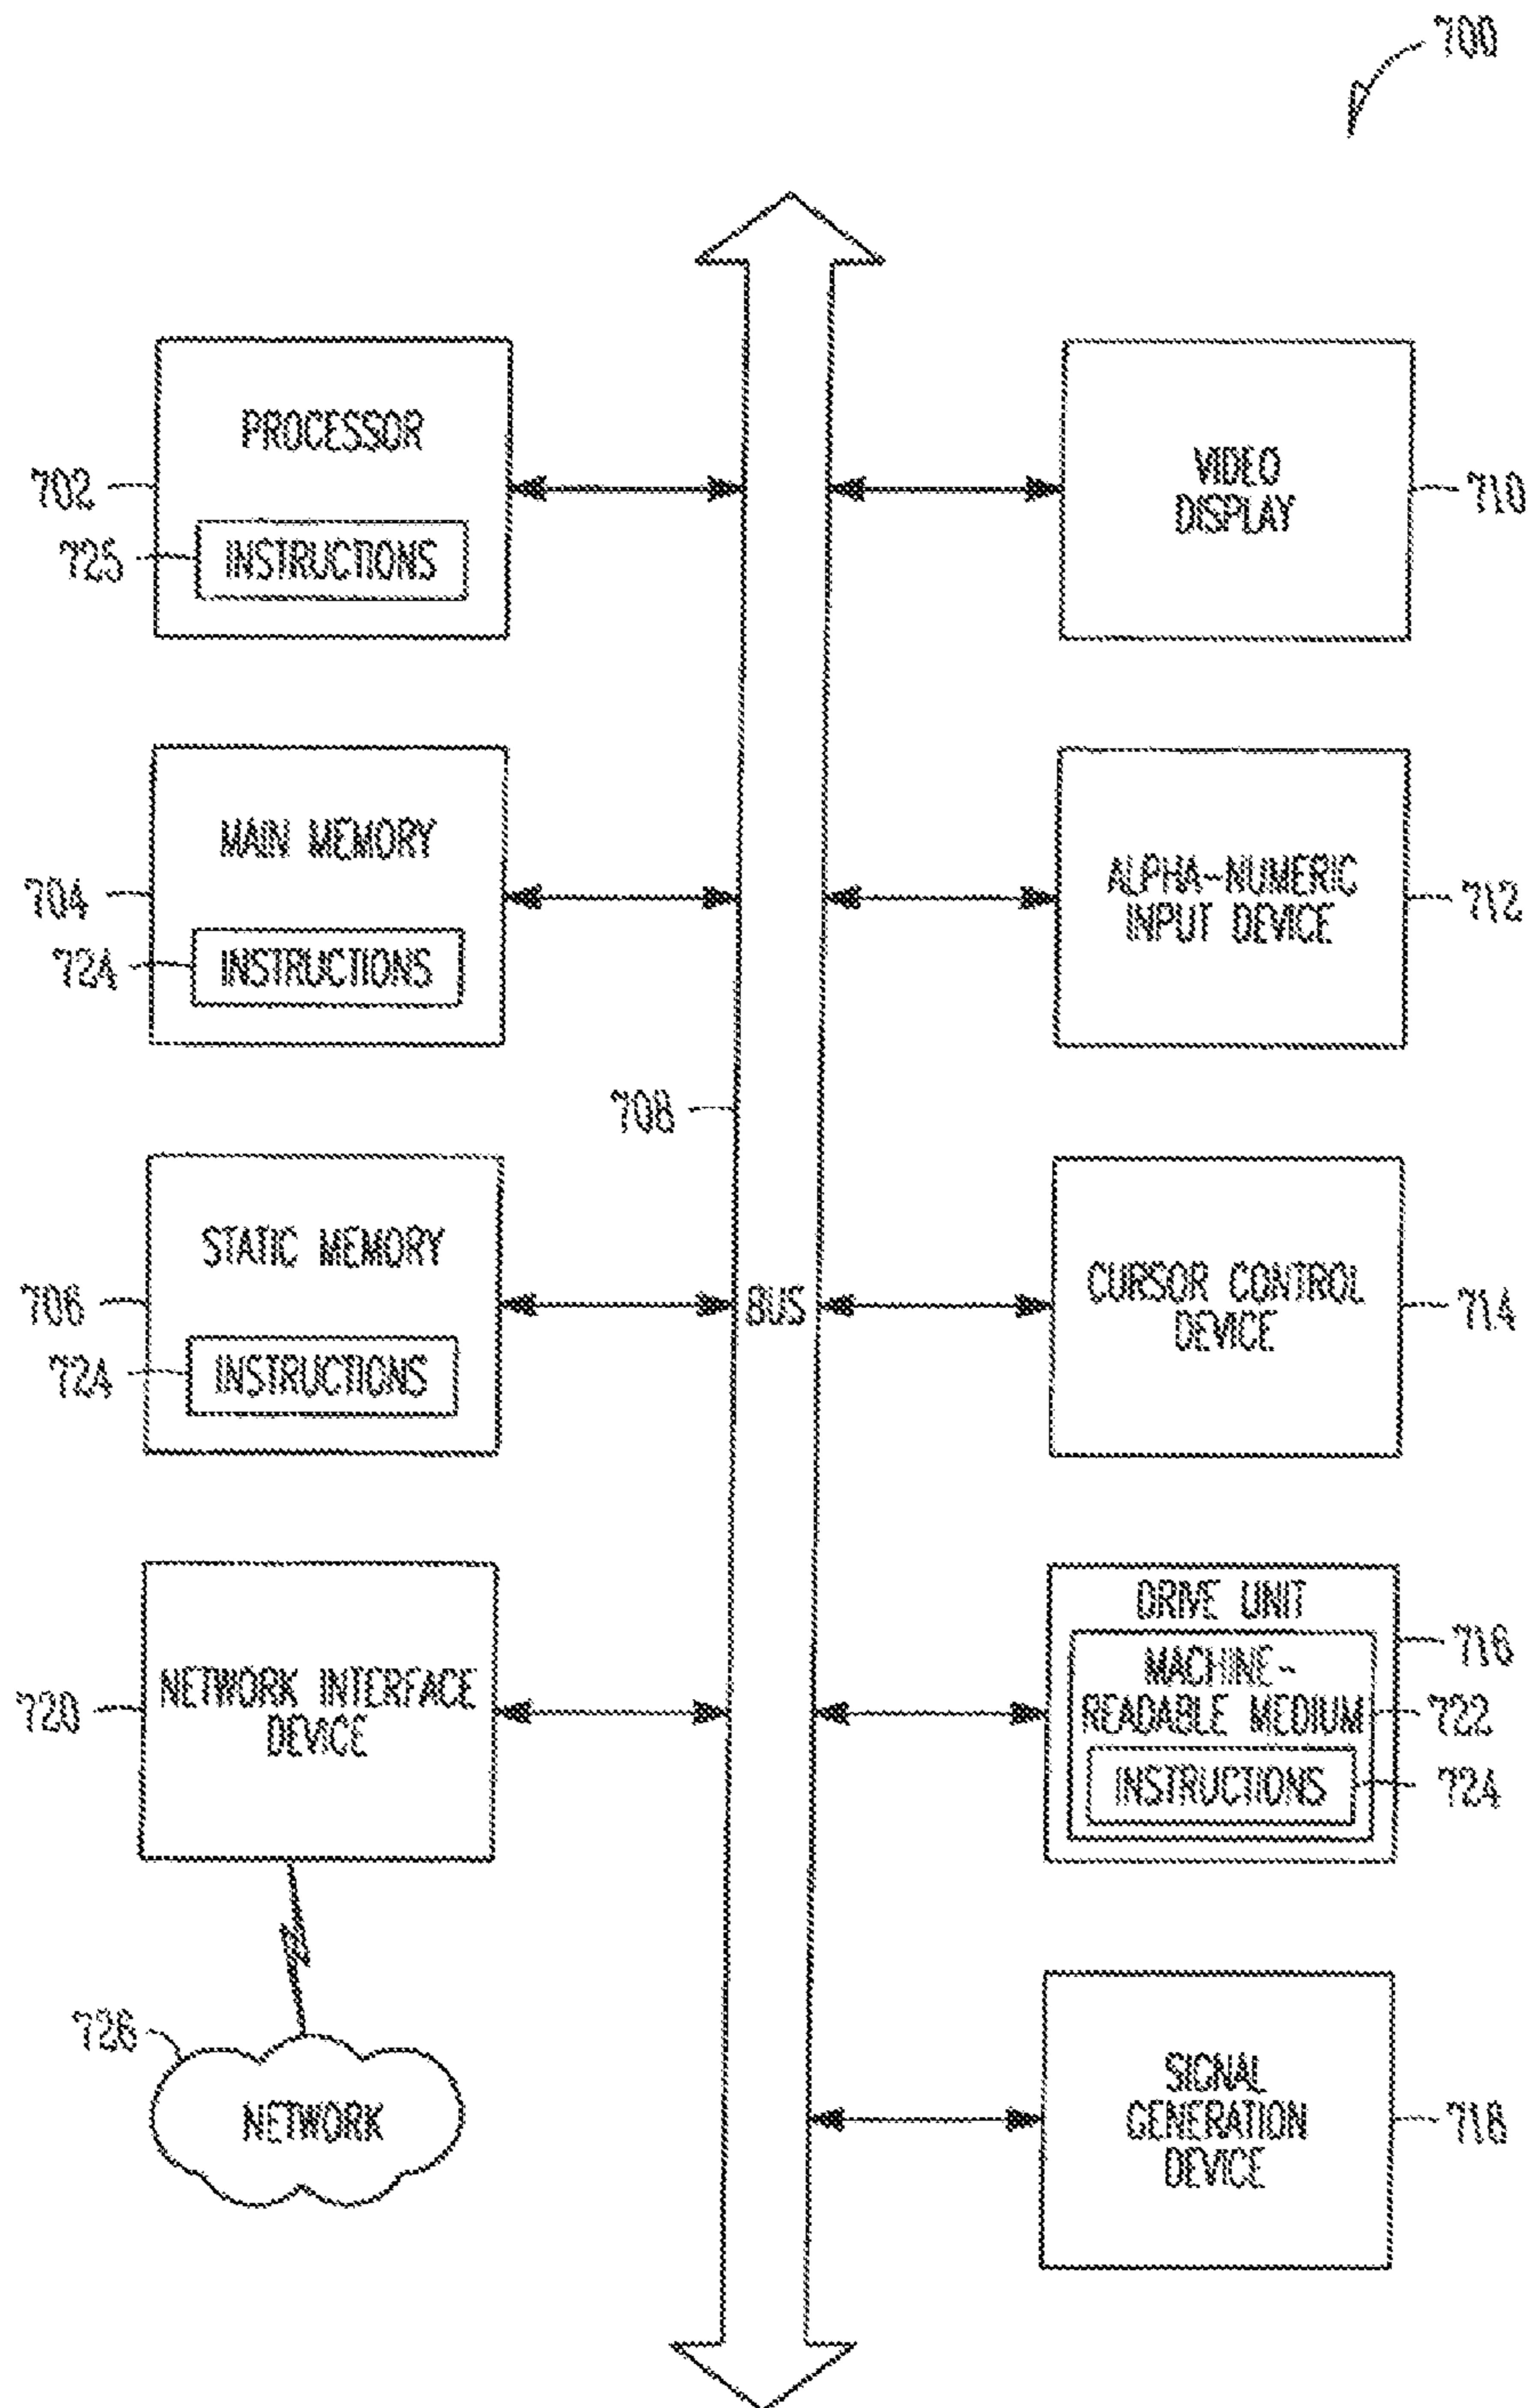 700
PROCESSOR
702
725
INSTRUCTIONS
VIDEO
DISPLAY
710
MAIN MEMORY
704
724
INSTRUCTIONS
ALPHA-NUMERIC
INPUT DEVICE
712
708
STATIC MEMORY
706
724
INSTRUCTIONS
BUS
CURSOR CONTROL
DEVICE
714
NETWORK INTERFACE
DEVICE
720
DRIVE UNIT
716
MACHINE-
READABLE MEDIUM
722
INSTRUCTIONS
724
726
NETWORK
SIGNAL
GENERATION
DEVICE
718